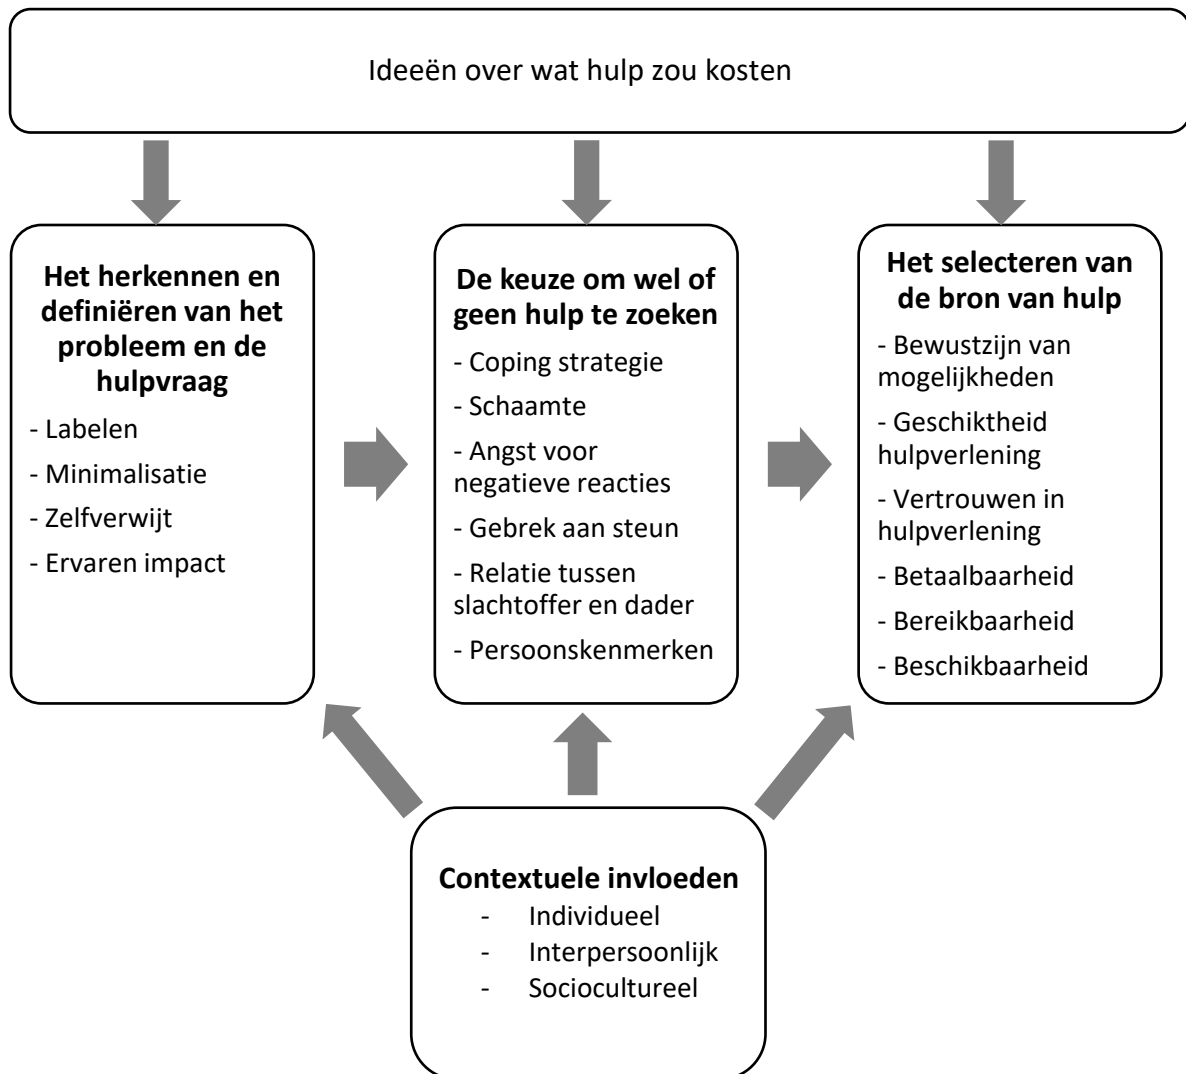 Ideeën over wat hulp zou kosten
Het herkennen en
definiëren van het
probleem en de
hulpvraag
- Labelen
- Minimalisatie
- Zelfverwijt
- Ervaren impact
De keuze om wel of
geen hulp te zoeken
- Coping strategie
- Schaamte
- Angst voor
negatieve reacties
- Gebrek aan steun
- Relatie tussen
slachtoffer en dader
- Persoonskenmerken
Het selecteren van
de bron van hulp
- Bewustzijn van
mogelijkheden
- Geschiktheid
hulpverlening
- Vertrouwen in
hulpverlening
- Betaalbaarheid
- Bereikbaarheid
- Beschikbaarheid
Contextuele invloeden
- Individueel
- Interpersoonlijk
- Sociocultureel